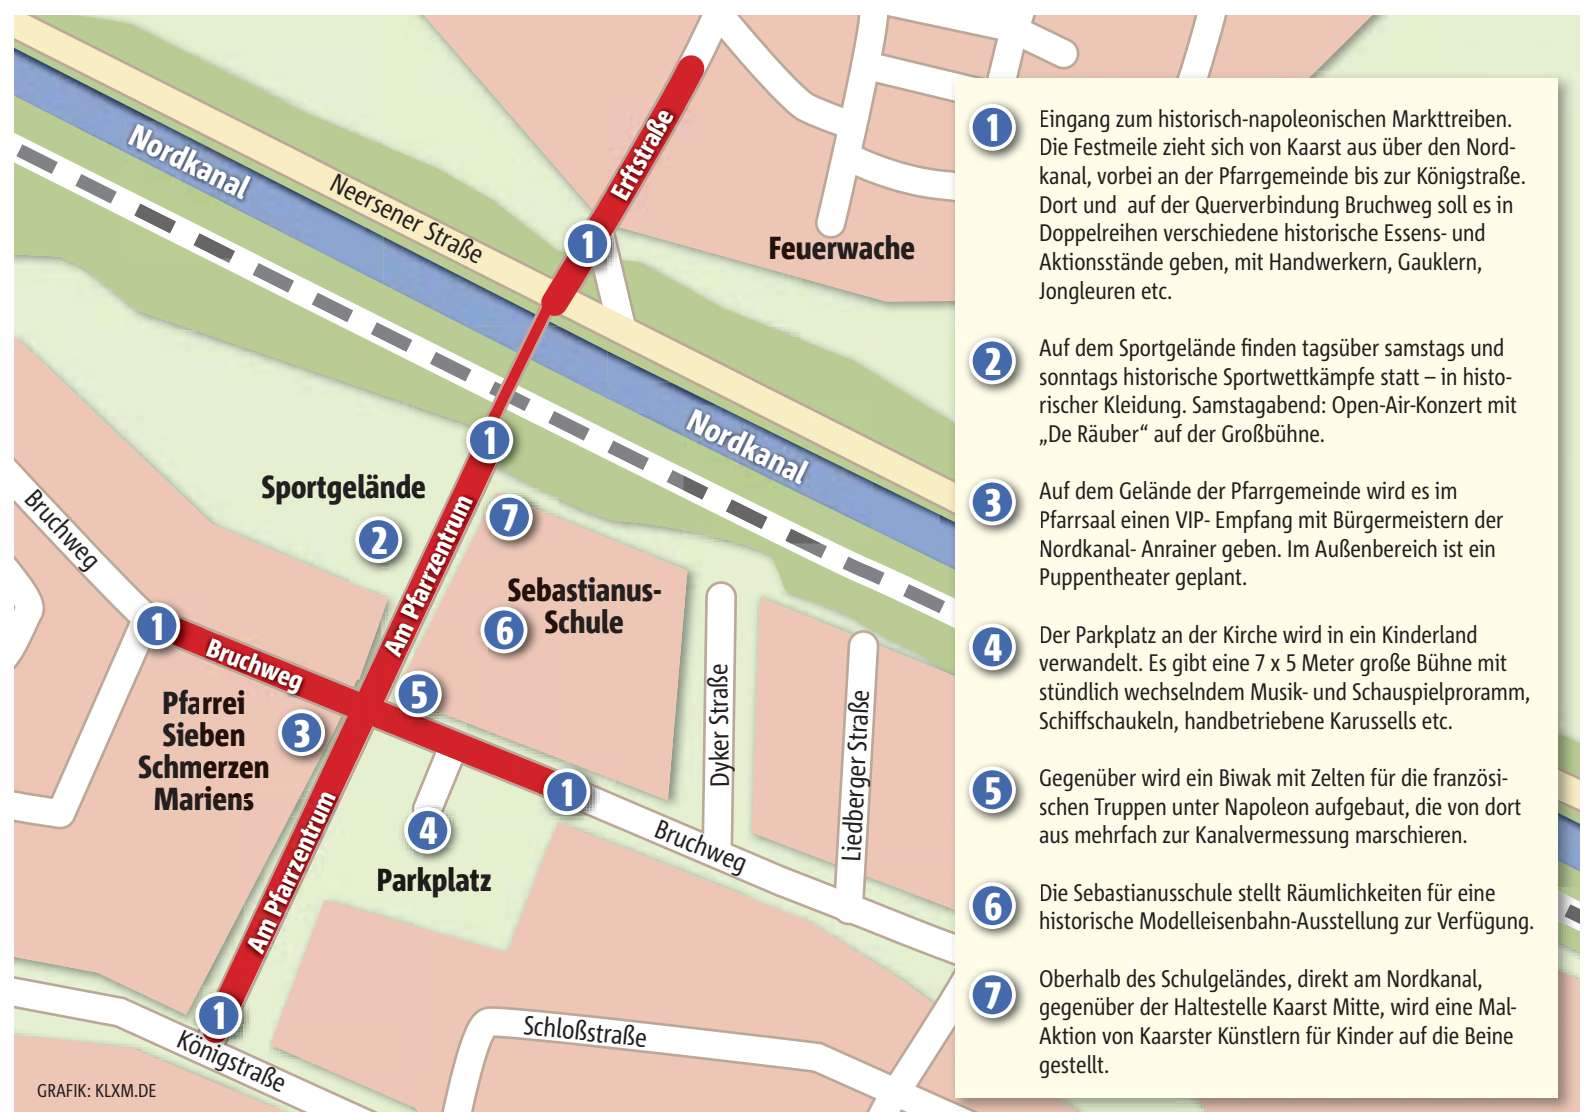 Nordkanal
Neersener Straße
Erftstraße
1
Feuerwache
1
Nordkanal
Sportgelände
2
7
Am Pfarrzentrum
Sebastianus-
6 Schule
Bruchweg
1
Bruchweg
5
Pfarrei
Sieben
Schmerzen
Mariens
3
Dyker Straße
Liedberger Straße
1
4
Bruchweg
Parkplatz
Am Pfarrzentrum
1
Königstraße
Schloßstraße
GRAFIK: KLXM.DE
1 Eingang zum historisch-napoleonischen Markttreiben.
Die Festmeile zieht sich von Kaarst aus über den Nord-
kanal, vorbei an der Pfarrgemeinde bis zur Königstraße.
Dort und auf der Querverbindung Bruchweg soll es in
Doppelreihen verschiedene historische Essens- und
Aktionsstände geben, mit Handwerkern, Gauklern,
Jongleuren etc.
2 Auf dem Sportgelände finden tagsüber samstags und
sonntags historische Sportwettkämpfe statt – in histo-
rischer Kleidung. Samstagabend: Open-Air-Konzert mit
„De Räuber“ auf der Großbühne.
3 Auf dem Gelände der Pfarrgemeinde wird es im
Pfarrsaal einen VIP- Empfang mit Bürgermeistern der
Nordkanal- Anrainer geben. Im Außenbereich ist ein
Puppentheater geplant.
4 Der Parkplatz an der Kirche wird in ein Kinderland
verwandelt. Es gibt eine 7 x 5 Meter große Bühne mit
stündlich wechselndem Musik- und Schauspielproramm,
Schiffschaukeln, handbetriebene Karussells etc.
5 Gegenüber wird ein Biwak mit Zelten für die französi-
schen Truppen unter Napoleon aufgebaut, die von dort
aus mehrfach zur Kanalvermessung marschieren.
6 Die Sebastianusschule stellt Räumlichkeiten für eine
historische Modelleisenbahn-Ausstellung zur Verfügung.
7 Oberhalb des Schulgeländes, direkt am Nordkanal,
gegenüber der Haltestelle Kaarst Mitte, wird eine Mal-
Aktion von Kaarster Künstlern für Kinder auf die Beine
gestellt.